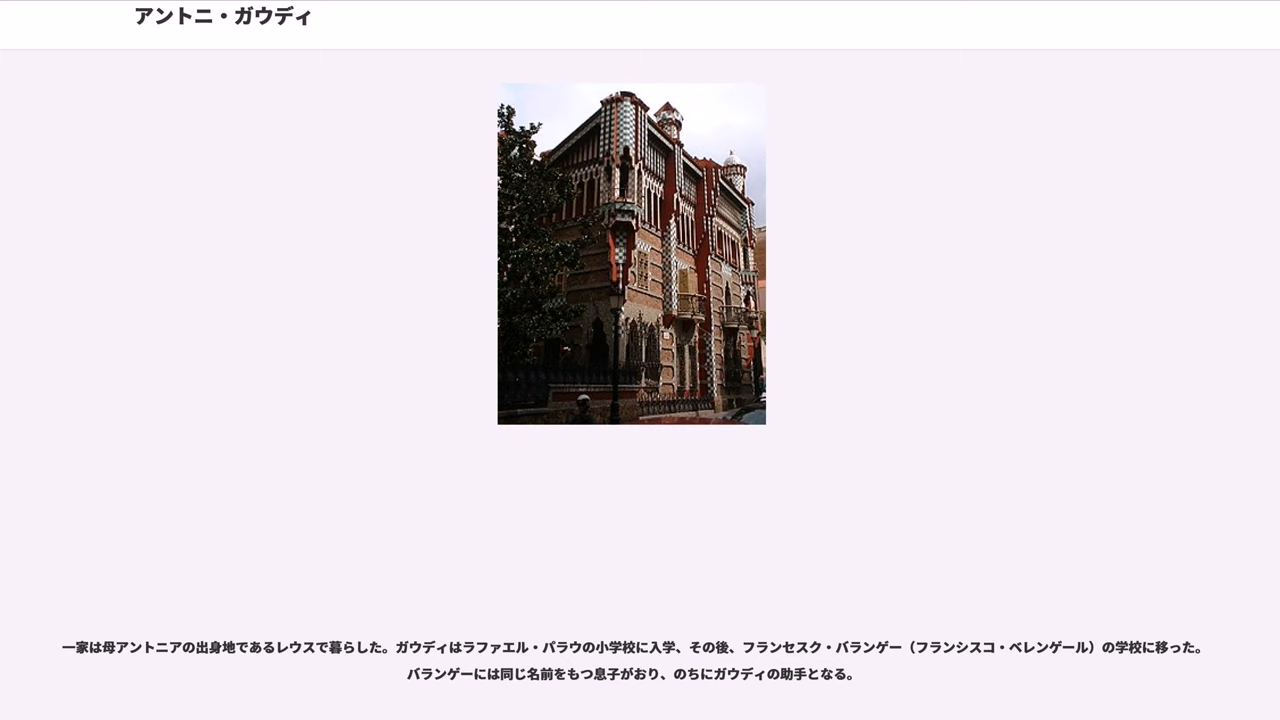 アントニ・ガウディ
一家は母アントニアの出身地であるレウスで暮らした。ガウディはラファエル・パラウの小学校に入学、その後、フランセスク・バランゲー（フランシスコ・ベレンゲール）の学校に移った。
バランゲーには同じ名前をもつ息子がおり、のちにガウディの助手となる。